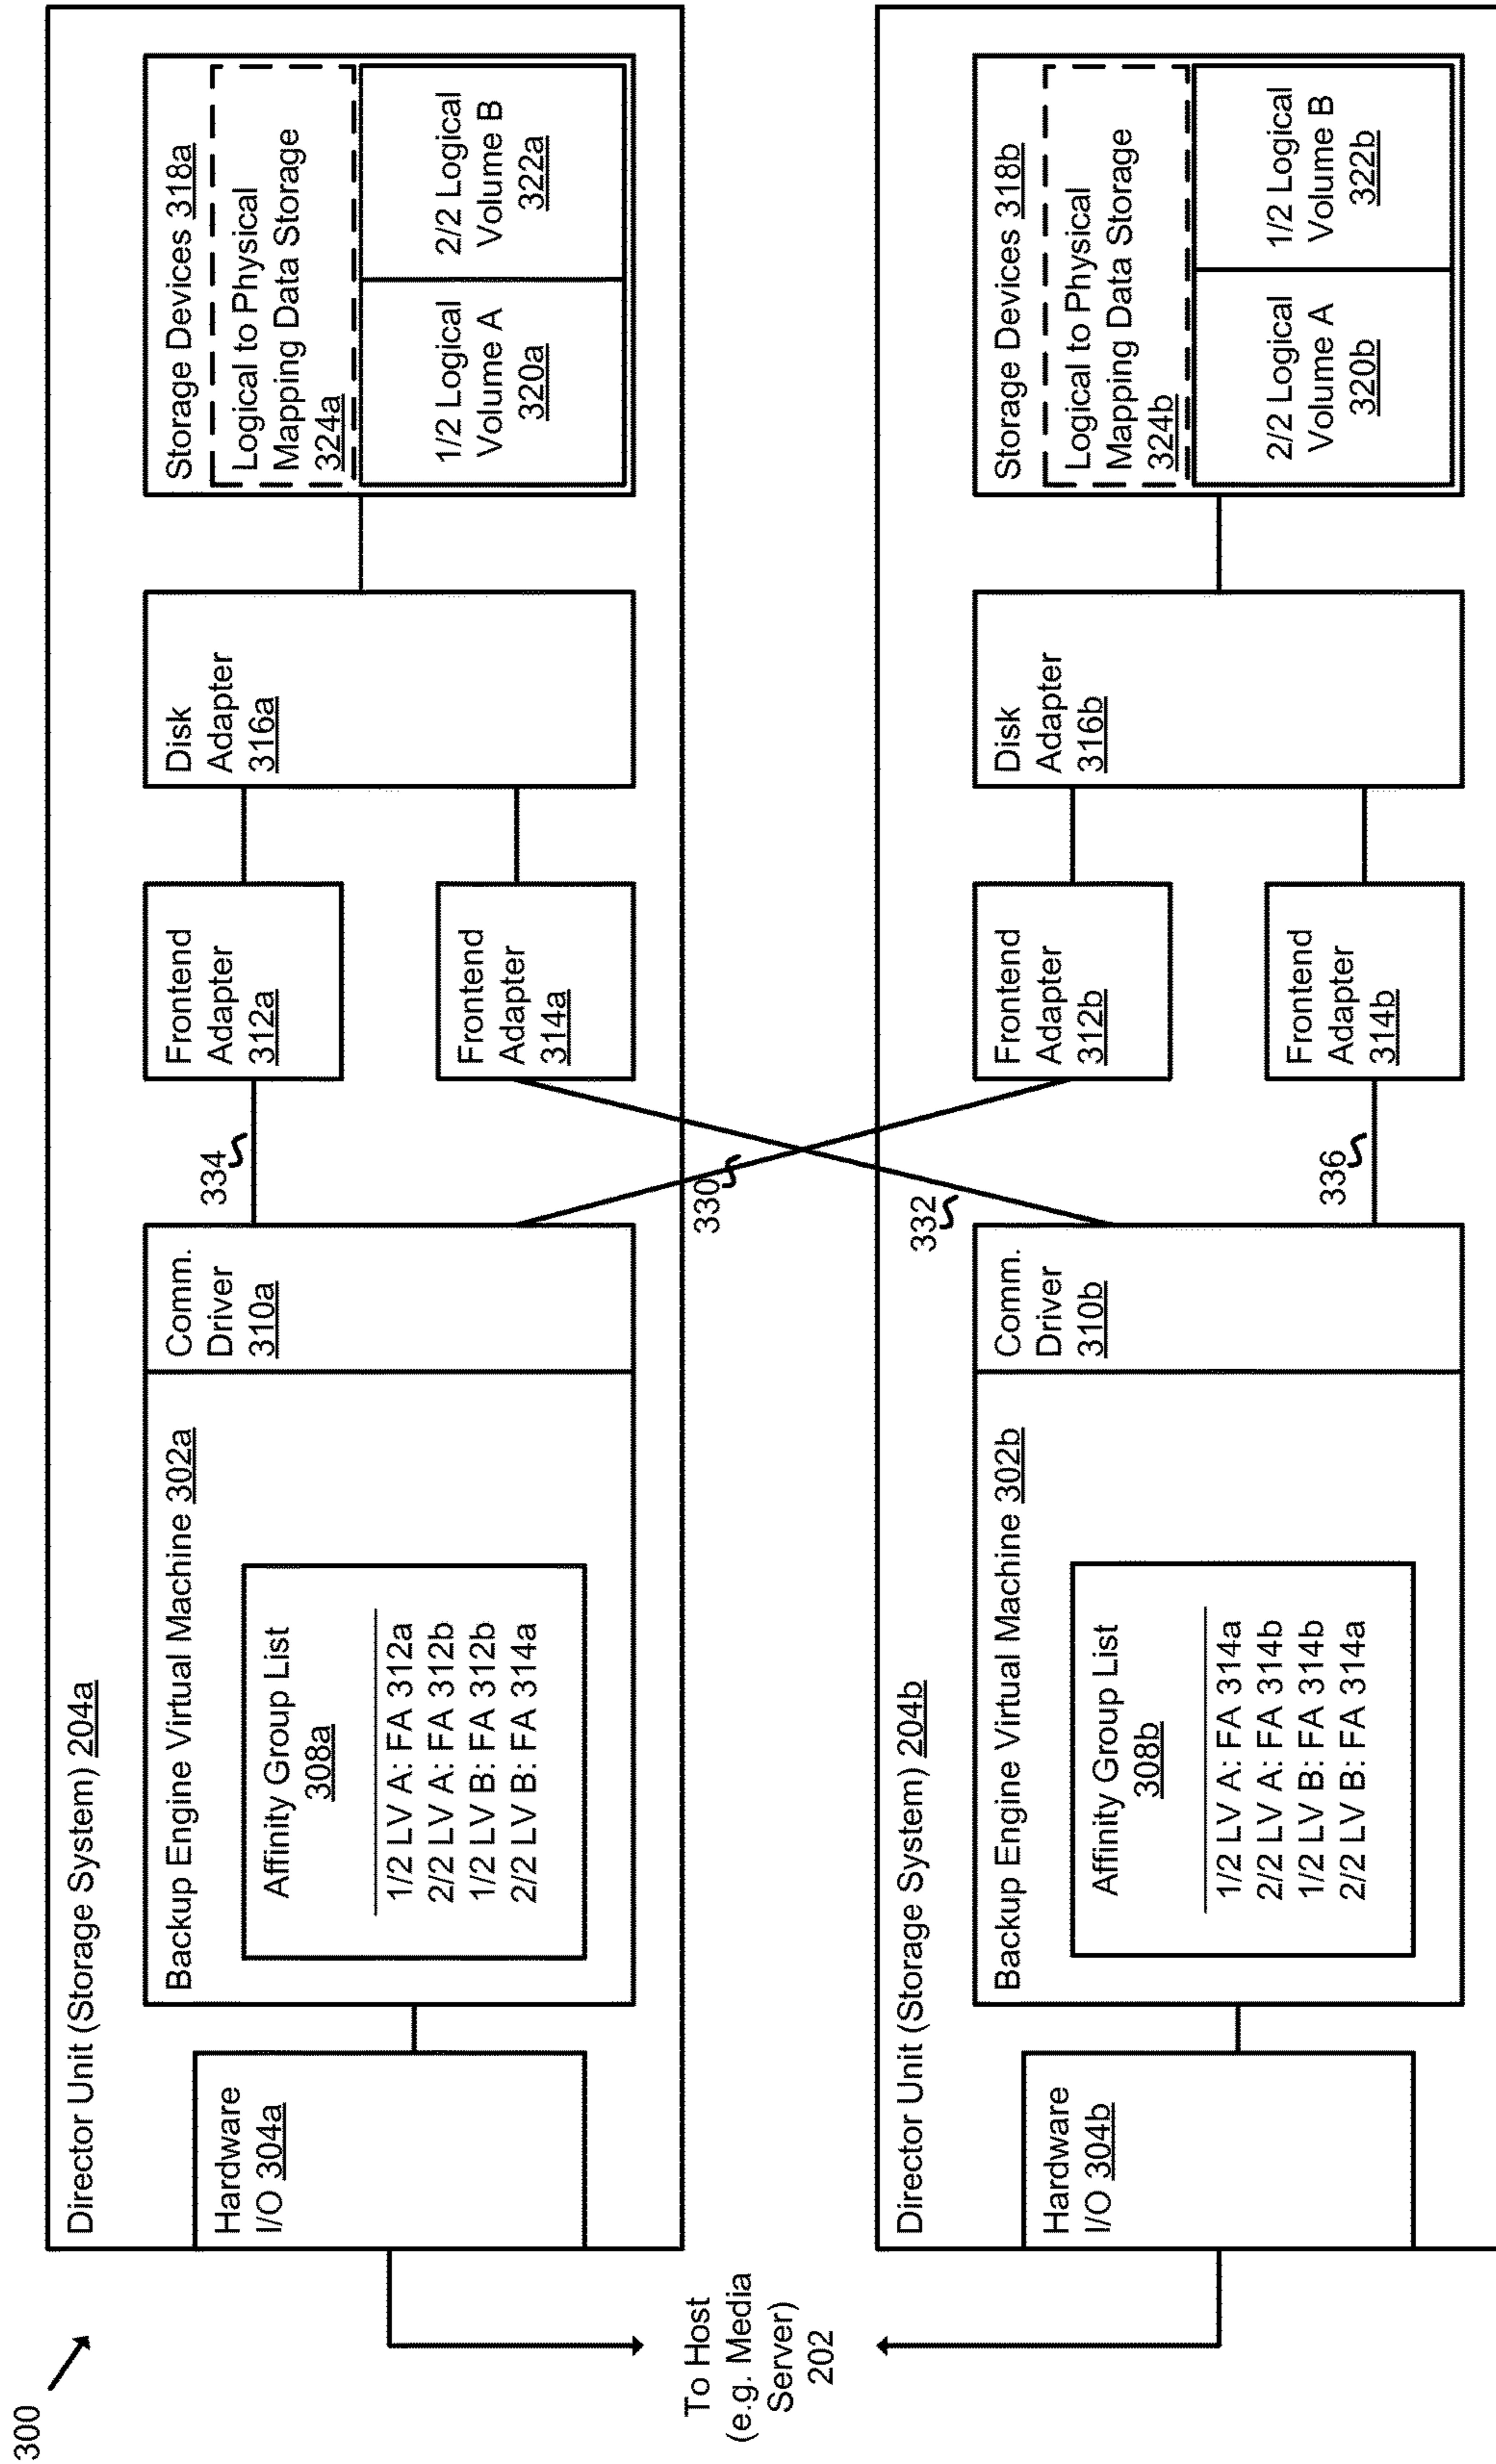 300
Director Unit (Storage System) 204a
Hardware
I/O 304a
Backup Engine Virtual Machine 302a
Affinity Group List
308a
1/2 LV A: FA 312a
2/2 LV A: FA 312b
1/2 LV B: FA 312b
2/2 LV B: FA 314a
Comm.
Driver
310a
334
330
Frontend
Adapter
312a
Frontend
Adapter
314a
Disk
Adapter
316a
Storage Devices 318a
Logical to Physical
Mapping Data Storage
324a
1/2 Logical
Volume A
320a
2/2 Logical
Volume B
322a
To Host
(e.g. Media
Server)
202
Director Unit (Storage System) 204b
Hardware
I/O 304b
Backup Engine Virtual Machine 302b
Affinity Group List
308b
1/2 LV A: FA 314a
2/2 LV A: FA 314b
1/2 LV B: FA 314b
2/2 LV B: FA 314a
Comm.
Driver
310b
332
336
Frontend
Adapter
312b
Frontend
Adapter
314b
Disk
Adapter
316b
Storage Devices 318b
Logical to Physical
Mapping Data Storage
324b
2/2 Logical
Volume A
320b
1/2 Logical
Volume B
322b